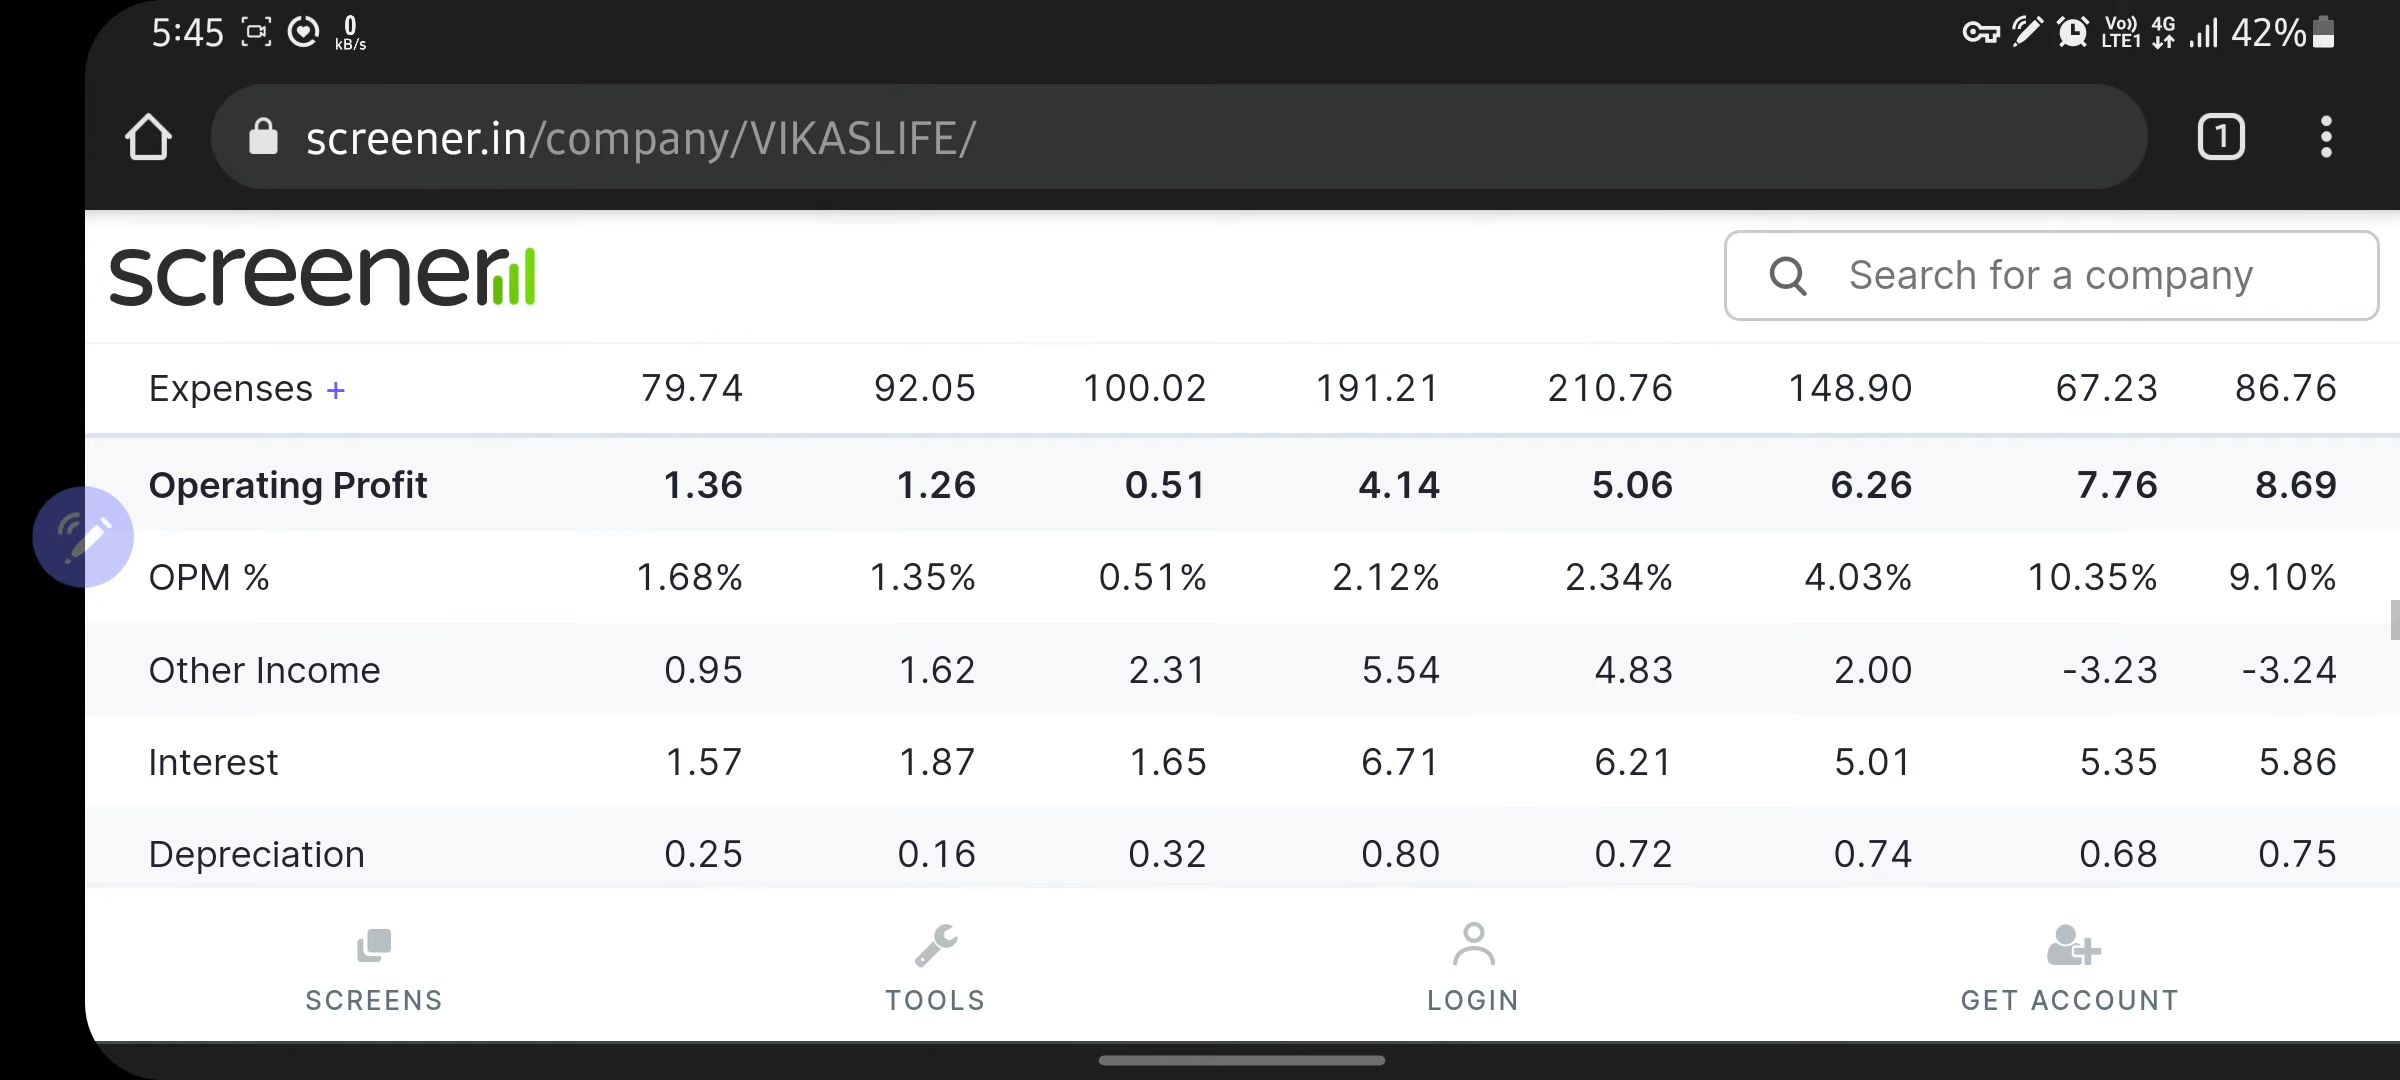 5:45 0 kB/s Vo)) LTE1 4G 42%
screener.in/company/VIKASLIFE/ 1
screener Search for a company
Expenses + 79.74 92.05 100.02 191.21 210.76 148.90 67.23 86.76
Operating Profit 1.36 1.26 0.51 4.14 5.06 6.26 7.76 8.69
OPM % 1.68% 1.35% 0.51% 2.12% 2.34% 4.03% 10.35% 9.10%
Other Income 0.95 1.62 2.31 5.54 4.83 2.00 -3.23 -3.24
Interest 1.57 1.87 1.65 6.71 6.21 5.01 5.35 5.86
Depreciation 0.25 0.16 0.32 0.80 0.72 0.74 0.68 0.75
SCREENS TOOLS LOGIN GET ACCOUNT